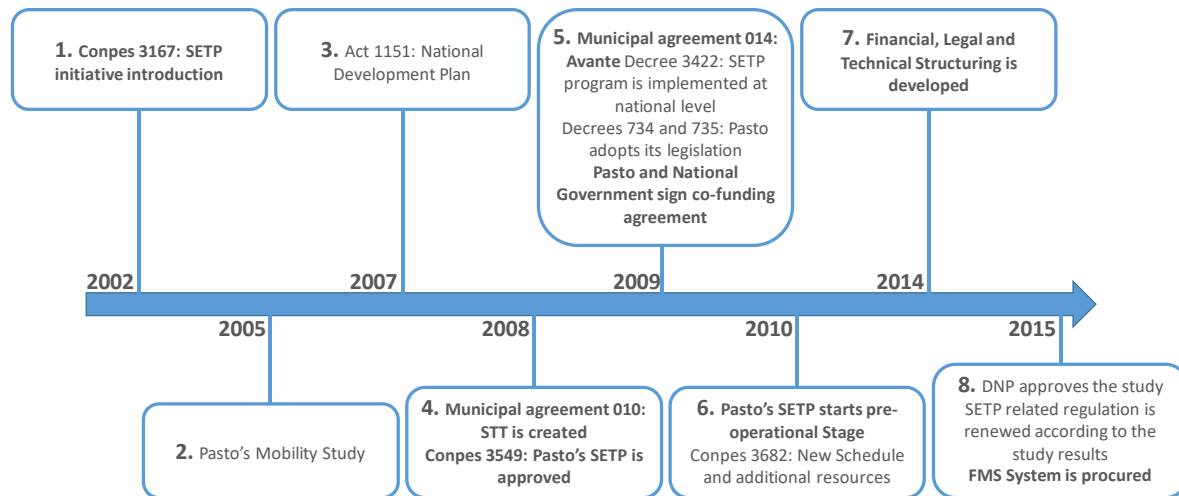 1. Conpes 3167: SETP
initiative introduction
3. Act 1151: National
Development Plan
5. Municipal agreement 014:
Avante Decree 3422: SETP
program is implemented at
national level
Decrees 734 and 735: Pasto
adopts its legislation
Pasto and National
Government sign co-funding
agreement
7. Financial, Legal and
Technical Structuring is
developed
2002
2007
2009
2014
2005
2008
2010
2015
2. Pasto’s Mobility Study
4. Municipal agreement 010:
STT is created
Conpes 3549: Pasto’s SETP is
approved
6. Pasto’s SETP starts pre-
operational Stage
Conpes 3682: New Schedule
and additional resources
8. DNP approves the study
SETP related regulation is
renewed according to the
study results
FMS System is procured